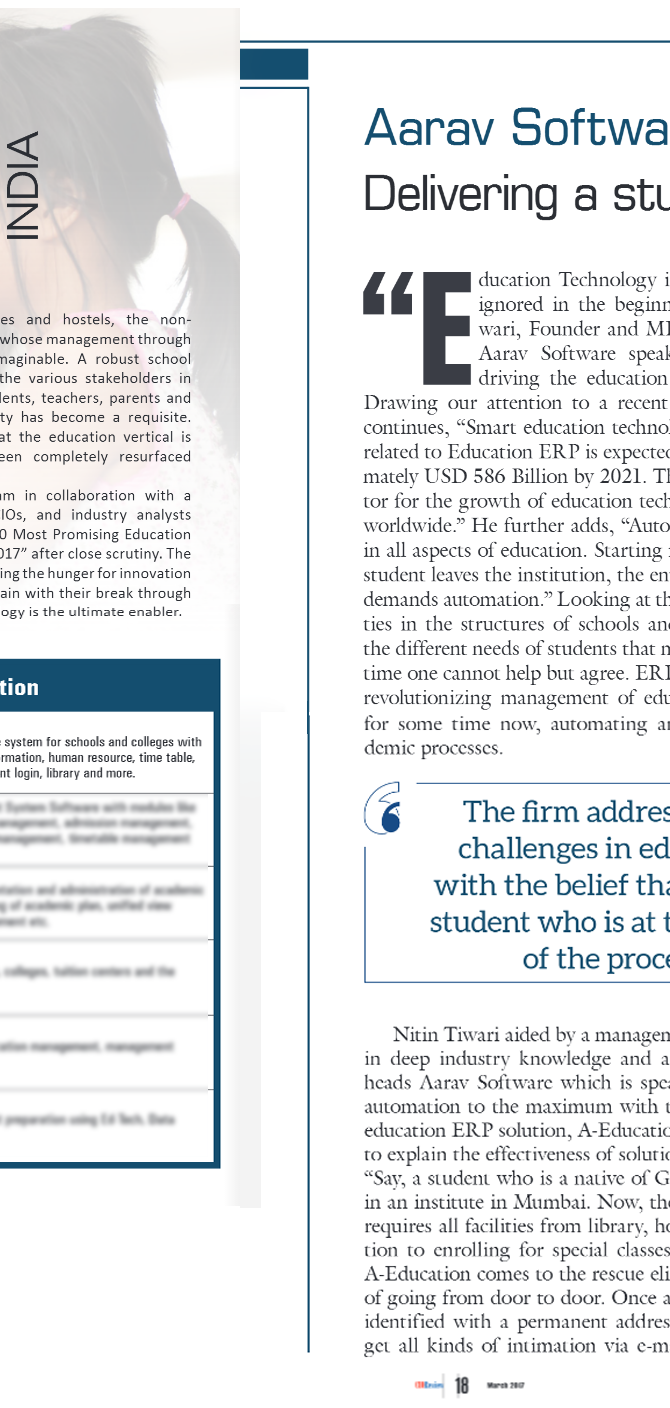 INDIA
es and hostels, the non-
whose management through
maginable. A robust school
the various stakeholders in
dents, teachers, parents and
ty has become a requisite.
at the education vertical is
een completely resurfaced
am in collaboration with a
IOs, and industry analysts
0 Most Promising Education
017” after close scrutiny. The
ing the hunger for innovation
ain with their break through
ogy is the ultimate enabler.
tion
e system for schools and colleges with
rmation, human resource, time table,
nt login, library and more.
Aarav Softwa
Delivering a stu
“Education Technology i
ignored in the beginn
wari, Founder and M
Aarav Software speak
driving the education
Drawing our attention to a recent
continues, “Smart education technol
related to Education ERP is expected
mately USD 586 Billion by 2021. Th
tor for the growth of education tech
worldwide.” He further adds, “Auto
in all aspects of education. Starting
student leaves the institution, the en
demands automation.” Looking at th
ties in the structures of schools and
the different needs of students that m
time one cannot help but agree. ERP
revolutionizing management of edu
for some time now, automating an
demic processes.
The firm addres
challenges in ed
with the belief tha
student who is at t
of the proce
Nitin Tiwari aided by a managem
in deep industry knowledge and a
heads Aarav Software which is spea
automation to the maximum with t
education ERP solution, A-Educatio
to explain the effectiveness of solutio
“Say, a student who is a native of G
in an institute in Mumbai. Now, the
requires all facilities from library, ho
tion to enrolling for special classes
A-Education comes to the rescue eli
of going from door to door. Once a
identified with a permanent address
get all kinds of intimation via e-m
18 March 2017